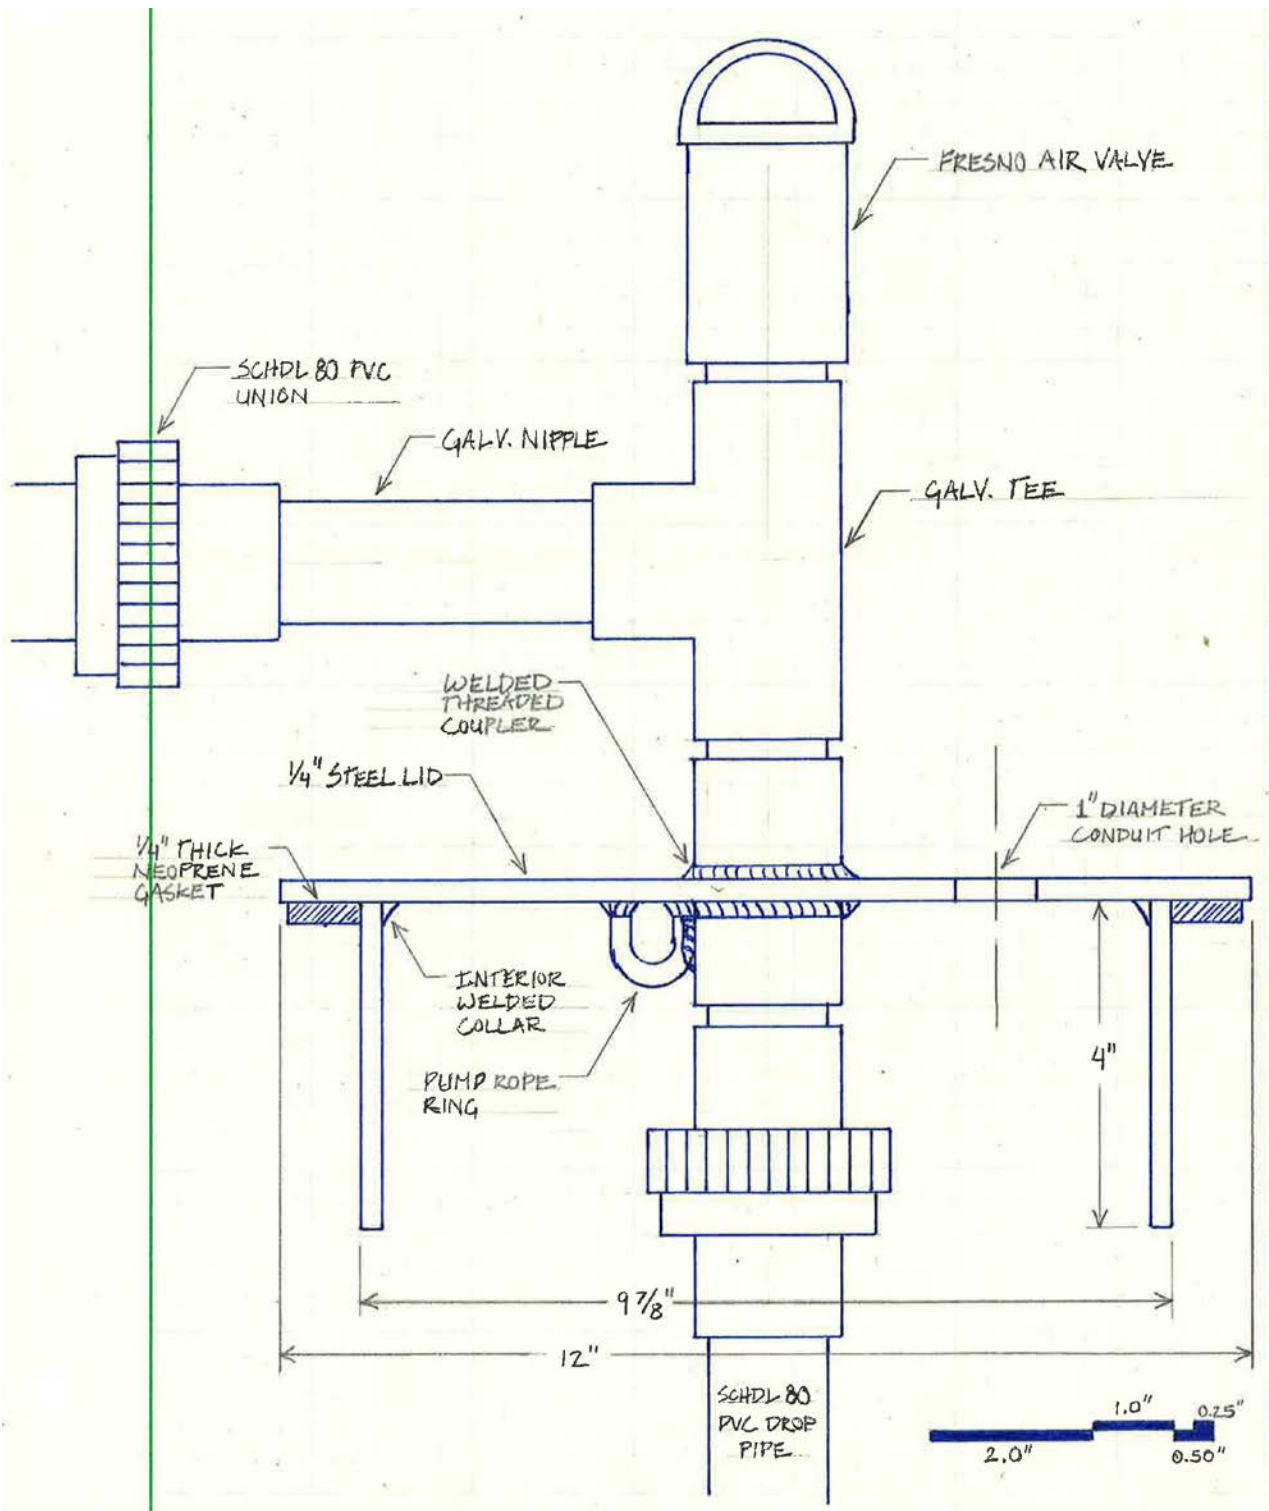 FRESNO AIR VALVE
SCHDL 80 PVC
UNION
GALV. NIPPLE
GALV. TEE
WELDED
THREADED
COUPLER
1/4" STEEL LID
1" DIAMETER
CONDUIT HOLE
1/4" THICK
NEOPRENE
GASKET
INTERIOR
WELDED
COLLAR
4"
PUMP ROPE
RING
9 7/8"
12"
SCHDL 80
PVC DROP
PIPE
1.0"
0.25"
2.0"
0.50"